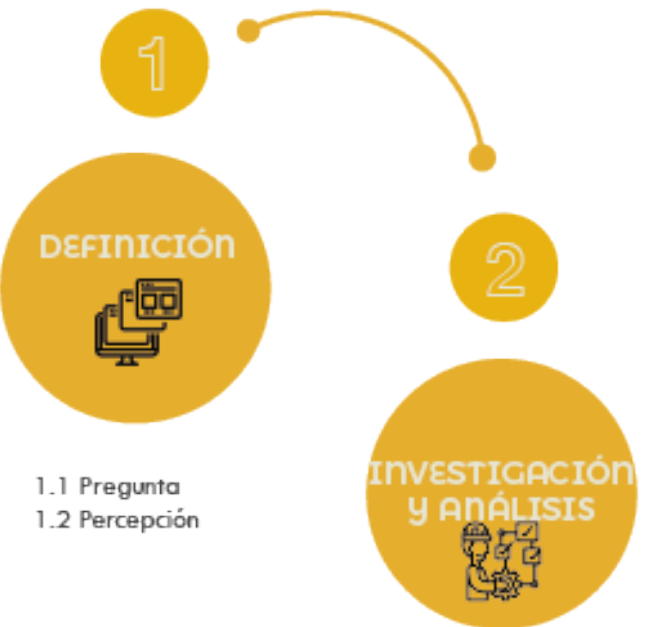 1
DEFINICIÓN
1.1 Pregunta
1.2 Percepción
2
INVESTIGACIÓN
Y ANÁLISIS